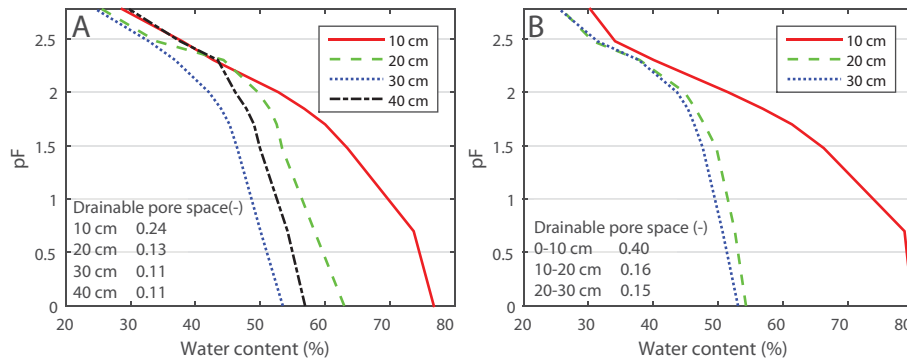 A
10 cm
20 cm
30 cm
40 cm
2.5
2
1.5
1
0.5
0
pF
Drainable pore space(-)
10 cm 0.24
20 cm 0.13
30 cm 0.11
40 cm 0.11
20 30 40 50 60 70 80
Water content (%)
B
10 cm
20 cm
30 cm
2.5
2
1.5
1
0.5
0
pF
Drainable pore space (-)
0-10 cm 0.40
10-20 cm 0.16
20-30 cm 0.15
20 30 40 50 60 70 80
Water content (%)